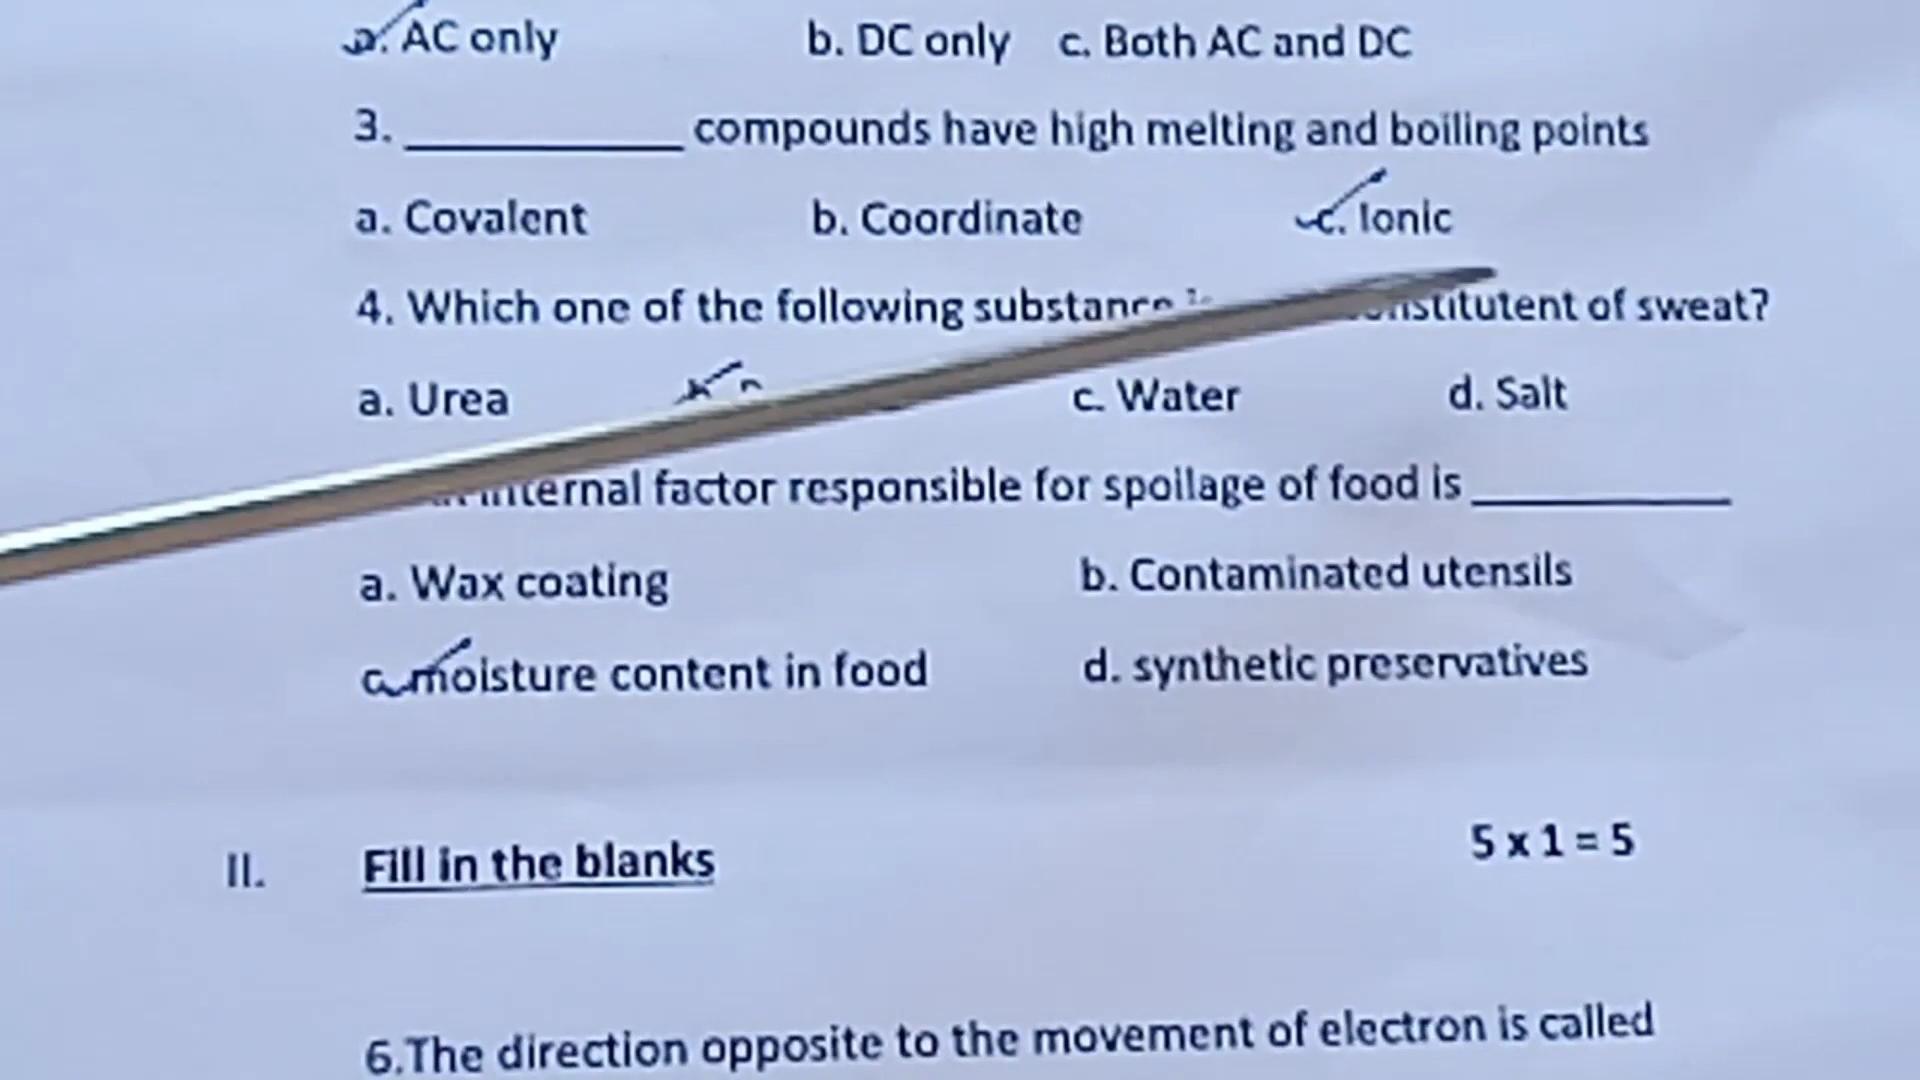 a. AC only b. DC only c. Both AC and DC
3. __________ compounds have high melting and boiling points
a. Covalent b. Coordinate c. Ionic
4. Which one of the following substance of sweat?
a. Urea c. Water d. Salt
internal factor responsible for spoilage of food is __________
a. Wax coating b. Contaminated utensils
c. moisture content in food d. synthetic preservatives
II. Fill in the blanks 5 x 1 = 5
6.The direction opposite to the movement of electron is called